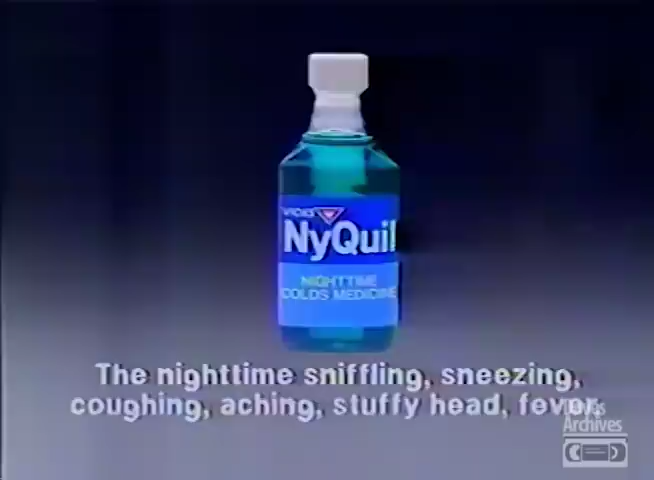 VICKS
NyQuil
NIGHTTIME
COLDS MEDICINE
The nighttime sniffling, sneezing,
coughing, aching, stuffy head, fever,
Archives